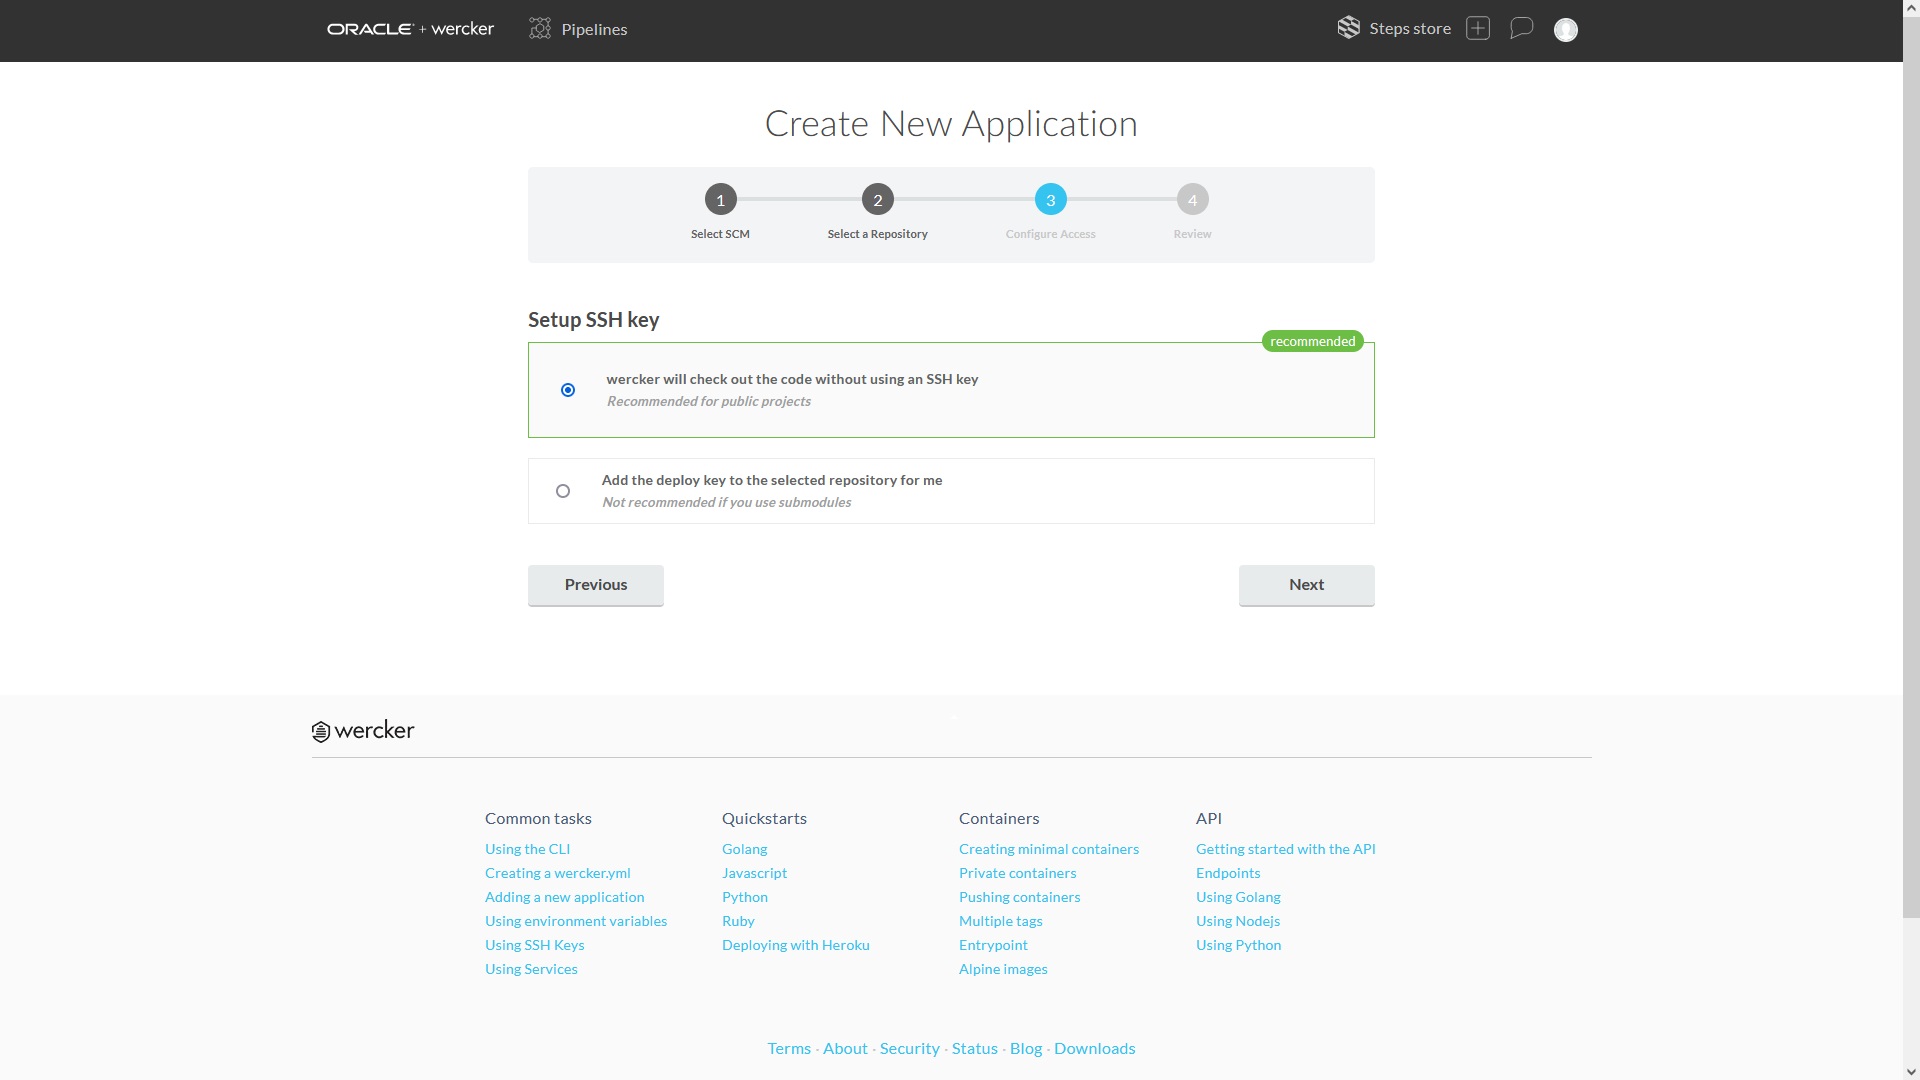 ORACLE + wercker
Pipelines
Steps store
Create New Application
1
2
3
4
Select SCM
Select a Repository
Configure Access
Review
Setup SSH key
recommended
wercker will check out the code without using an SSH key
Recommended for public projects
Add the deploy key to the selected repository for me
Not recommended if you use submodules
Previous
Next
wercker
Common tasks
Using the CLI
Creating a wercker.yml
Adding a new application
Using environment variables
Using SSH Keys
Using Services
Quickstarts
Golang
Javascript
Python
Ruby
Deploying with Heroku
Containers
Creating minimal containers
Private containers
Pushing containers
Multiple tags
Entrypoint
Alpine images
API
Getting started with the API
Endpoints
Using Golang
Using Nodejs
Using Python
Terms · About · Security · Status · Blog · Downloads